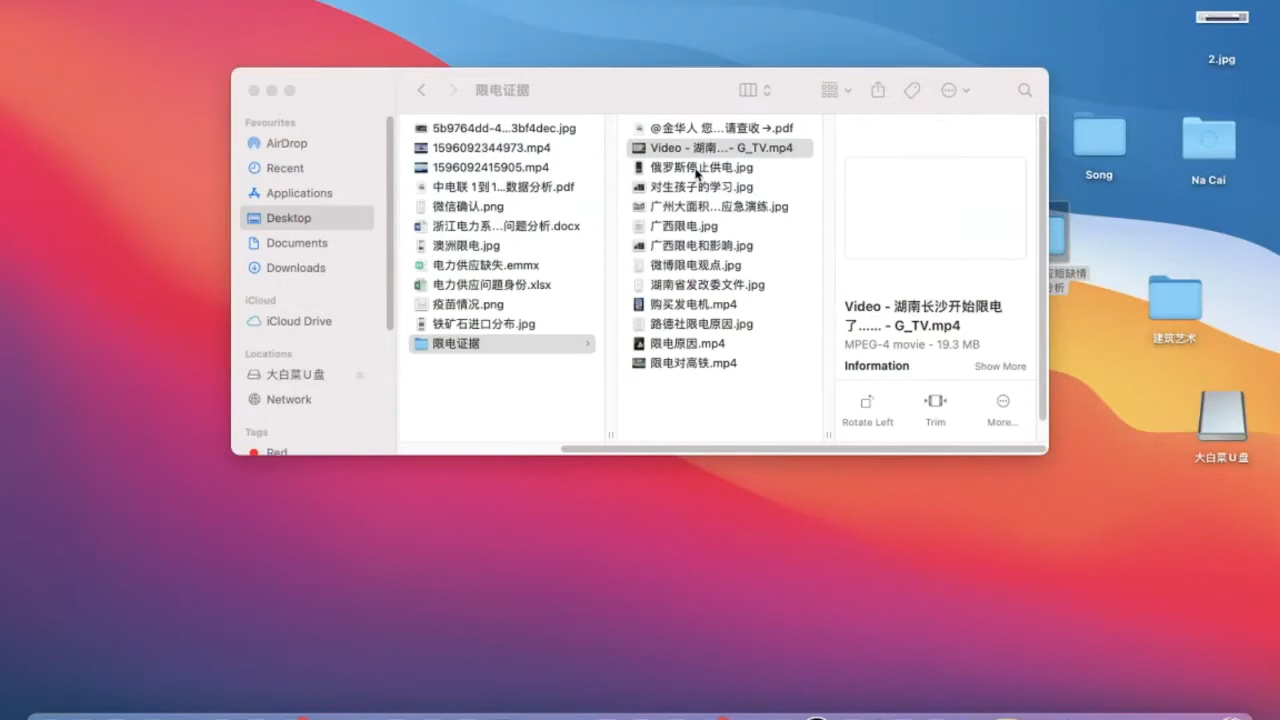 2.jpg
限电证据
Favourites
AirDrop
Recent
Applications
Desktop
Documents
Downloads
iCloud
iCloud Drive
Locations
大白菜U盘
Network
Tags
Red
5b9764dd-4...3bf4dec.jpg
1596092344973.mp4
1596092415905.mp4
中电联 1到1...数据分析.pdf
微信确认.png
浙江电力系...问题分析.docx
澳洲限电.jpg
电力供应缺失.emmx
电力供应问题身份.xlsx
疫苗情况.png
铁矿石进口分布.jpg
限电证据
@金华人 您...请查收→.pdf
Video - 湖南...- G_TV.mp4
俄罗斯停止供电.jpg
对生孩子的学习.jpg
广州大面积...应急演练.jpg
广西限电.jpg
广西限电和影响.jpg
微博限电观点.jpg
湖南省发改委文件.jpg
购买发电机.mp4
路德社限电原因.jpg
限电原因.mp4
限电对高铁.mp4
Video - 湖南长沙开始限电
了...... - G_TV.mp4
MPEG-4 movie - 19.3 MB
Information
Show More
Rotate Left
Trim
More...
Song
Na Cai
应短缺情
分析
建筑艺术
大白菜U盘